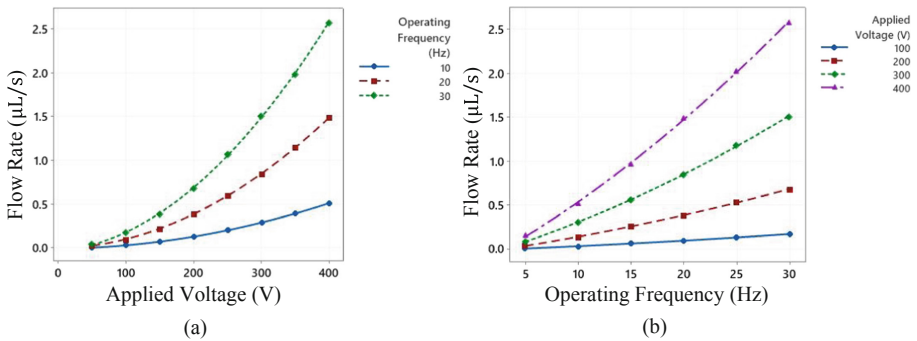 2.5
2.0
1.5
1.0
0.5
0.0
Flow Rate (μL/s)
0
100
200
300
400
Applied Voltage (V)
(a)
Operating
Frequency
(Hz)
10
20
30
2.5
2.0
1.5
1.0
0.5
0.0
Flow Rate (μL/s)
5
10
15
20
25
30
Operating Frequency (Hz)
(b)
Applied
Voltage (V)
100
200
300
400